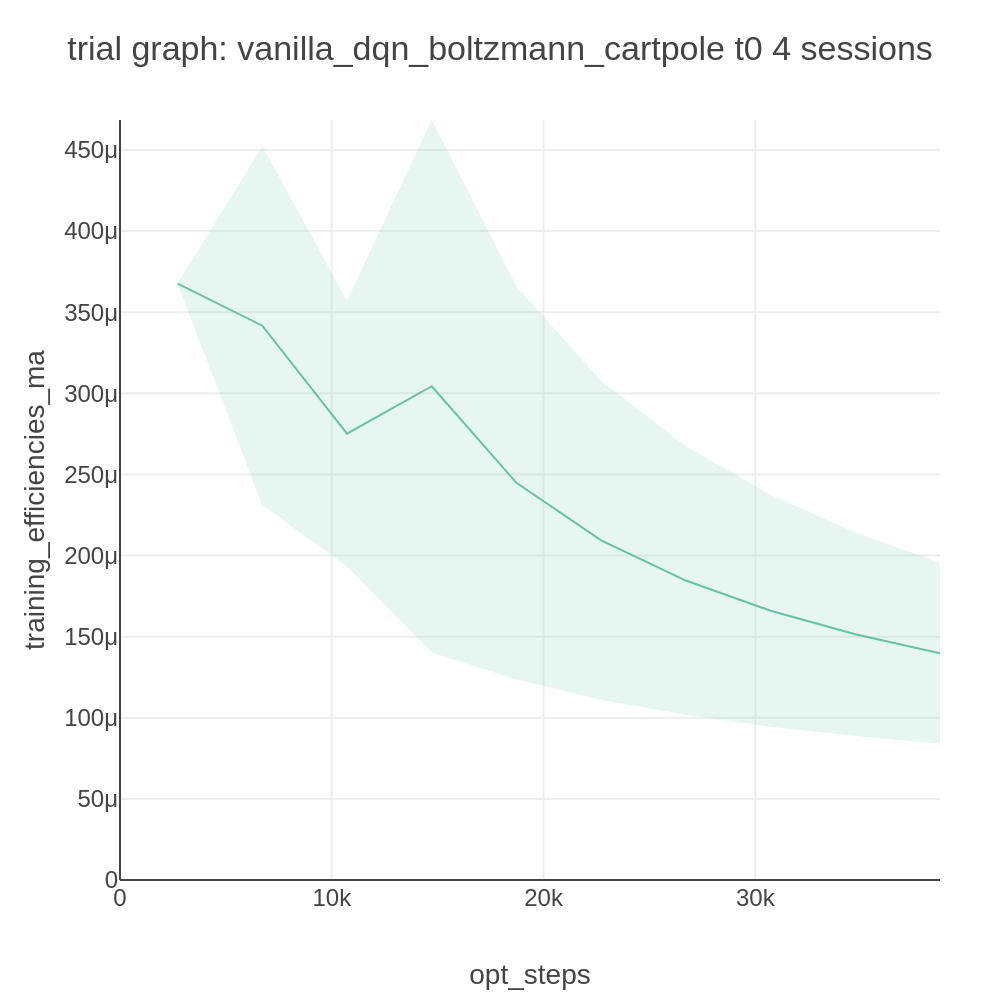 trial graph: vanilla_dqn_boltzmann_cartpole t0 4 sessions
training_efficiencies_ma
450μ
400μ
350μ
300μ
250μ
200μ
150μ
100μ
50μ
0
0 10k 20k 30k
opt_steps